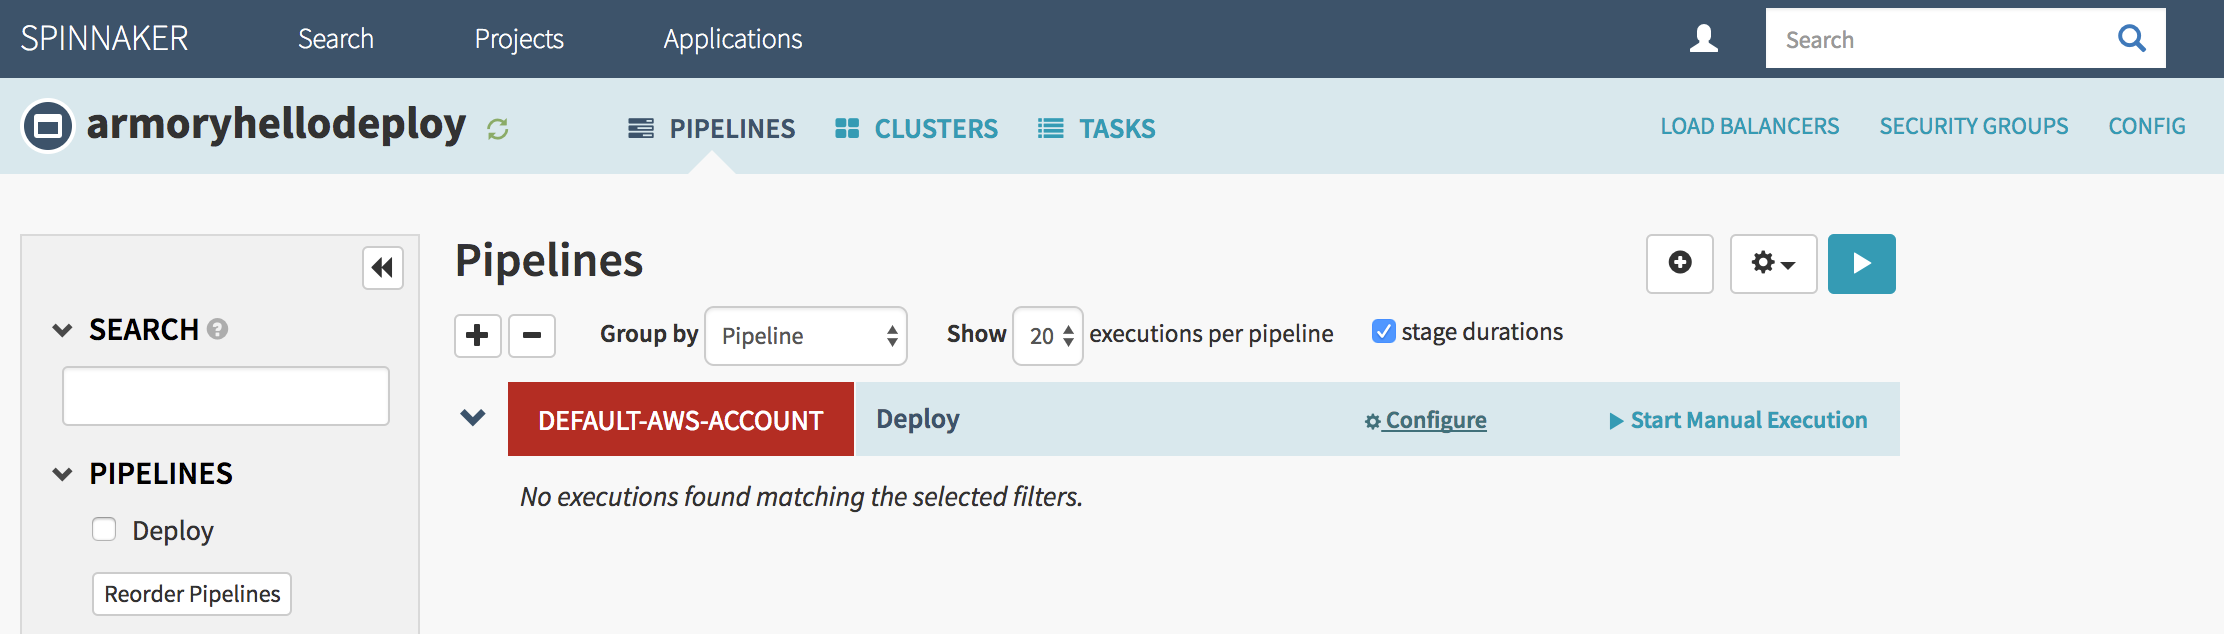 SPINNAKER Search Projects Applications Search
armoryhellodeploy PIPELINES CLUSTERS TASKS LOAD BALANCERS SECURITY GROUPS CONFIG
Pipelines
SEARCH ?
Group by Pipeline Show 20 executions per pipeline stage durations
DEFAULT-AWS-ACCOUNT Deploy Configure Start Manual Execution
PIPELINES
No executions found matching the selected filters.
Deploy
Reorder Pipelines